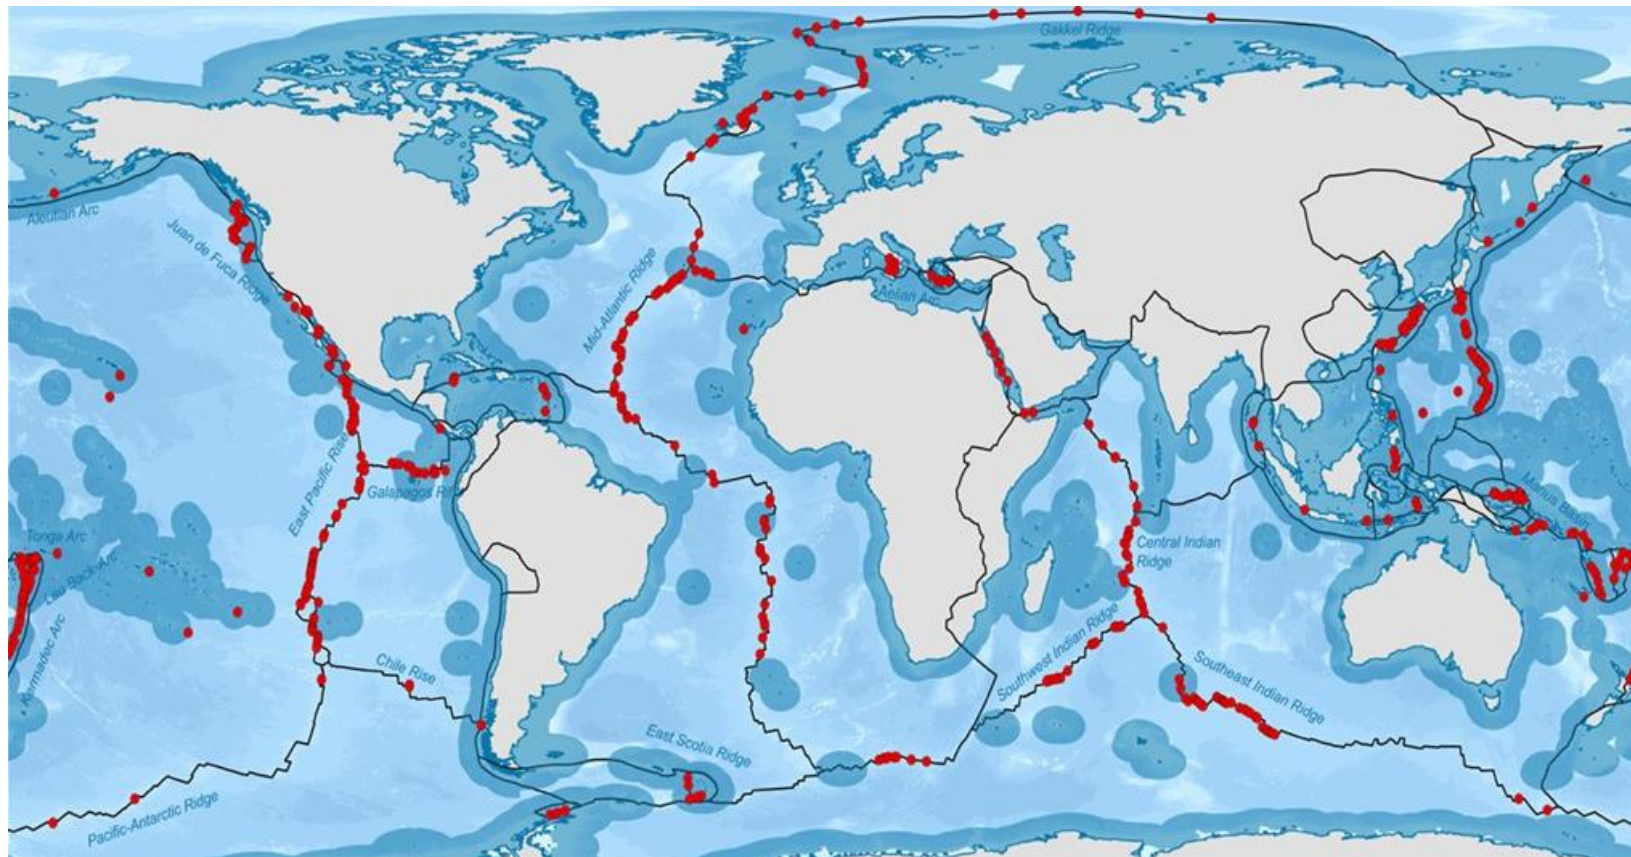 Gakkel Ridge
Aleutian Arc
Juan de Fuca Ridge
Mid-Atlantic Ridge
Aelian Arc
East Pacific Rise
Galapagos Rift
Manus Basin
Tonga Arc
Lau Back-Arc
Central Indian
Ridge
Kermadec Arc
Chile Rise
Southwest Indian Ridge
Southeast Indian Ridge
East Scotia Ridge
Pacific-Antarctic Ridge